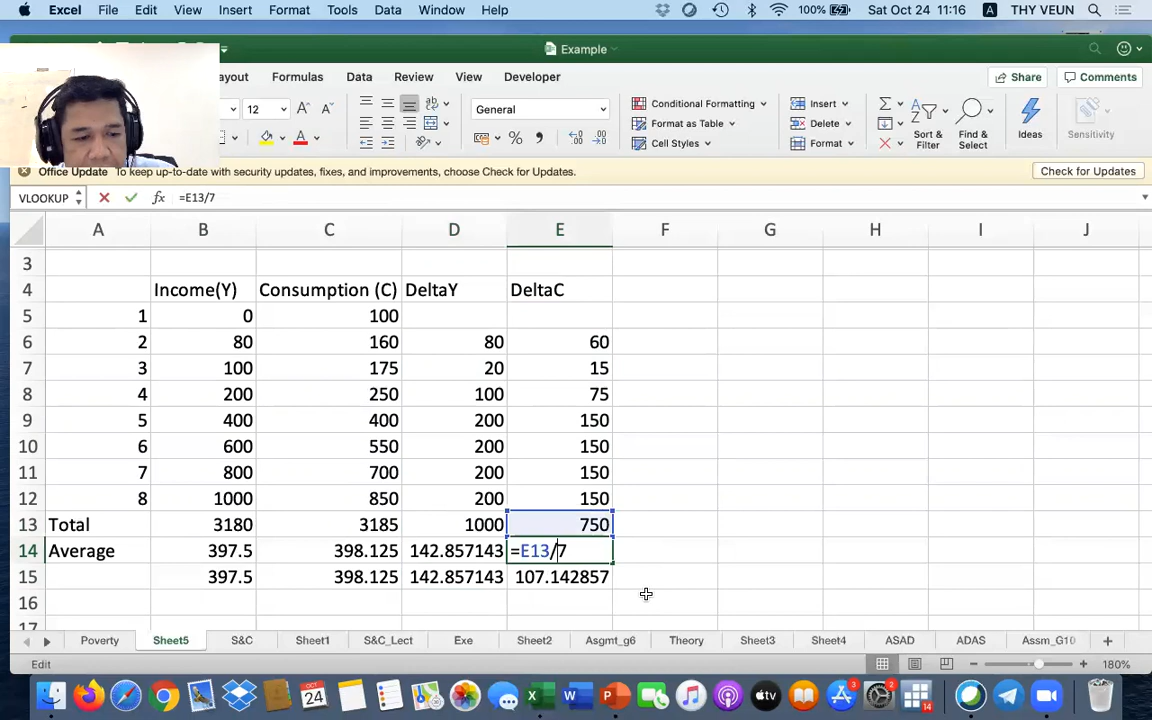 Excel File Edit View Insert Format Tools Data Window Help 100% Sat Oct 24 11:16 A THY VEUN
Example
ayout Formulas Data Review View Developer Share Comments
12 General Conditional Formatting Format as Table Cell Styles Insert Delete Format Sort & Filter Find & Select Ideas Sensitivity
Office Update To keep up-to-date with security updates, fixes, and improvements, choose Check for Updates. Check for Updates
VLOOKUP fx =E13/7
A B C D E F G H I J
3
4 Income(Y) Consumption (C) DeltaY DeltaC
5 1 0 100
6 2 80 160 80 60
7 3 100 175 20 15
8 4 200 250 100 75
9 5 400 400 200 150
10 6 600 550 200 150
11 7 800 700 200 150
12 8 1000 850 200 150
13 Total 3180 3185 1000 750
14 Average 397.5 398.125 142.857143 =E13/7
15 397.5 398.125 142.857143 107.142857
16
17
Poverty Sheet5 S&C Sheet1 S&C_Lect Exe Sheet2 Asgmt_g6 Theory Sheet3 Sheet4 ASAD ADAS Assm_G10
Edit 180%
OCT 24 3 2 14